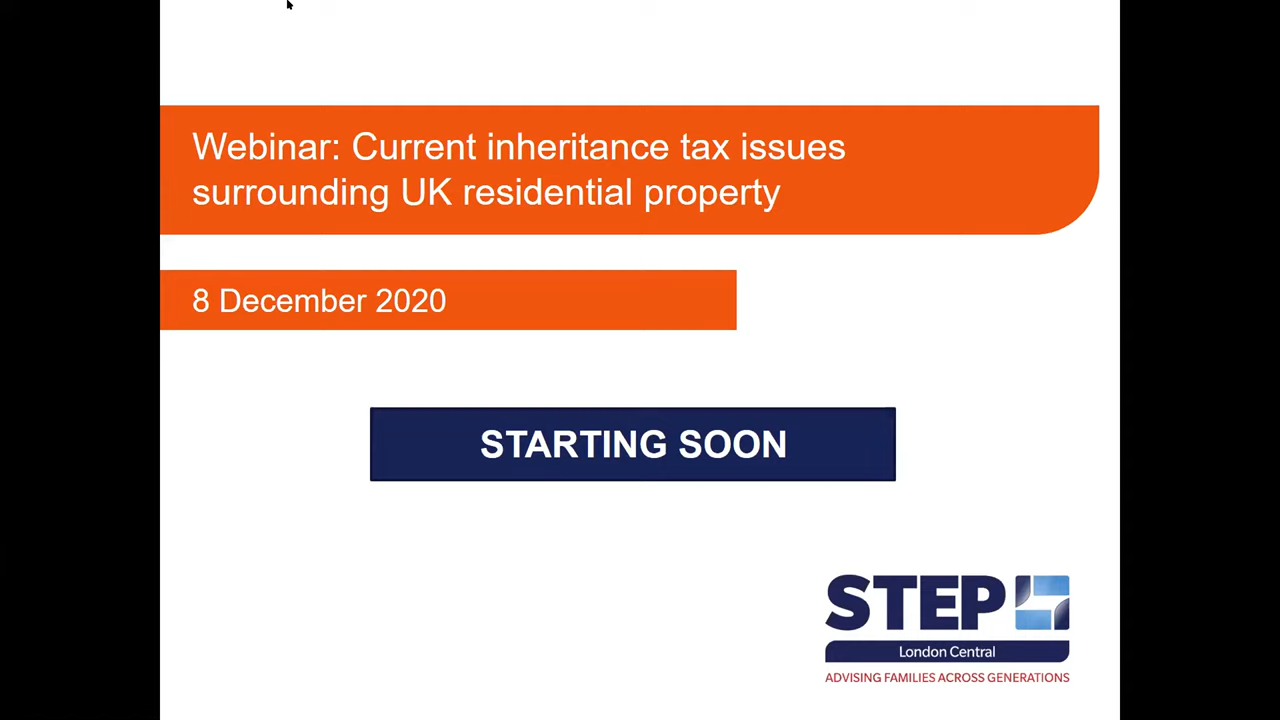 Webinar: Current inheritance tax issues
surrounding UK residential property
8 December 2020
STARTING SOON
STEP
London Central
ADVISING FAMILIES ACROSS GENERATIONS